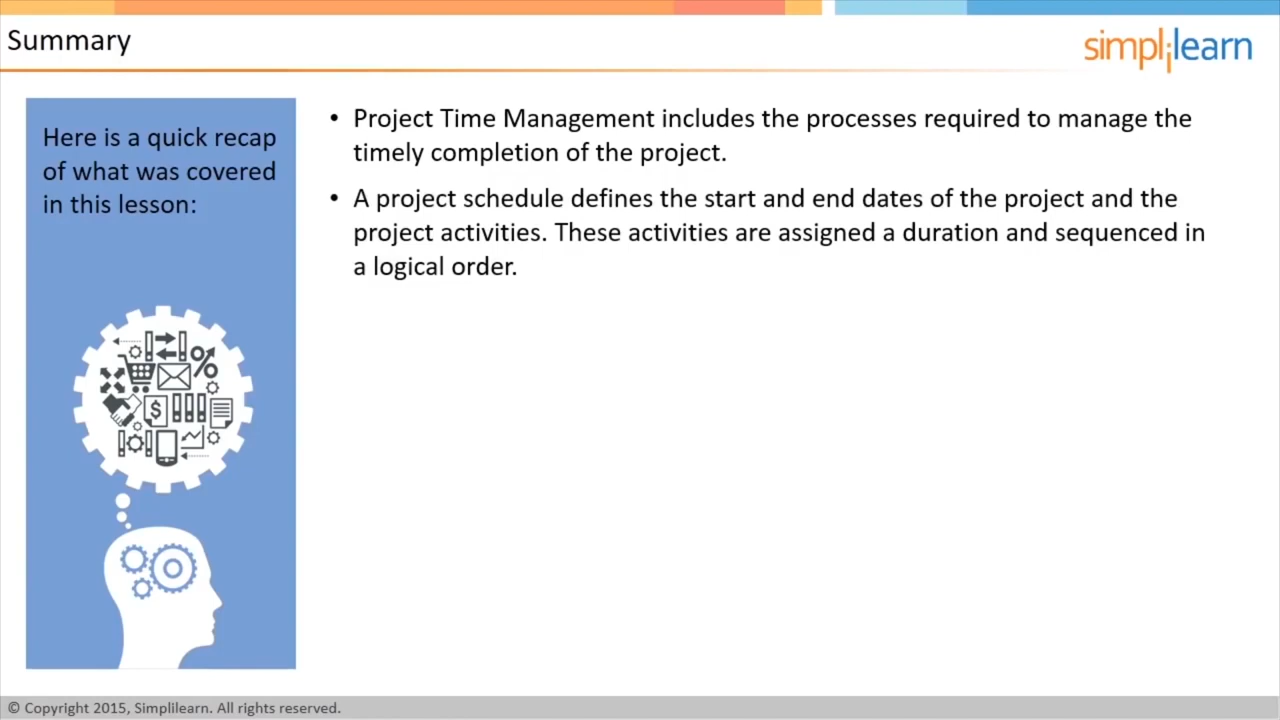 Summary
simplilearn
Here is a quick recap
of what was covered
in this lesson:
• Project Time Management includes the processes required to manage the
timely completion of the project.
• A project schedule defines the start and end dates of the project and the
project activities. These activities are assigned a duration and sequenced in
a logical order.
© Copyright 2015, Simplilearn. All rights reserved.